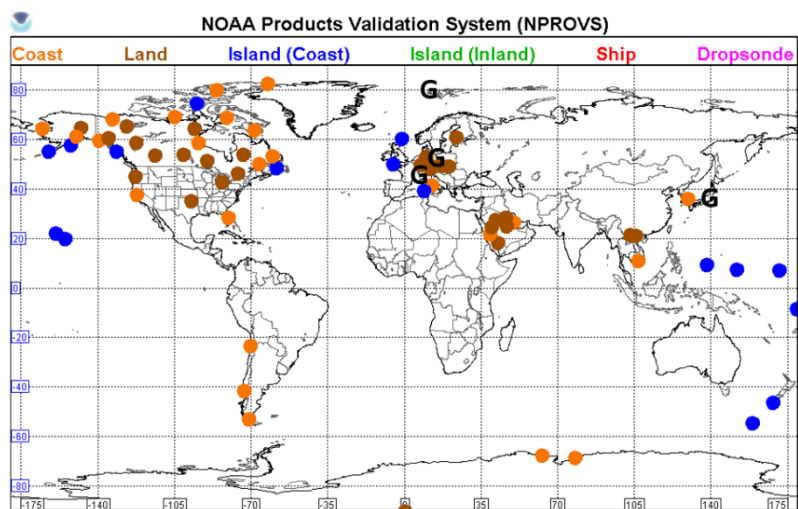 NOAA Products Validation System (NPROVS)
Coast Land Island (Coast) Island (Inland) Ship Dropsonde
80
G
60
G
G
40
G
20
0
-20
-40
-60
-80
-175 -140 -105 -70 -35 0 35 70 105 140 175